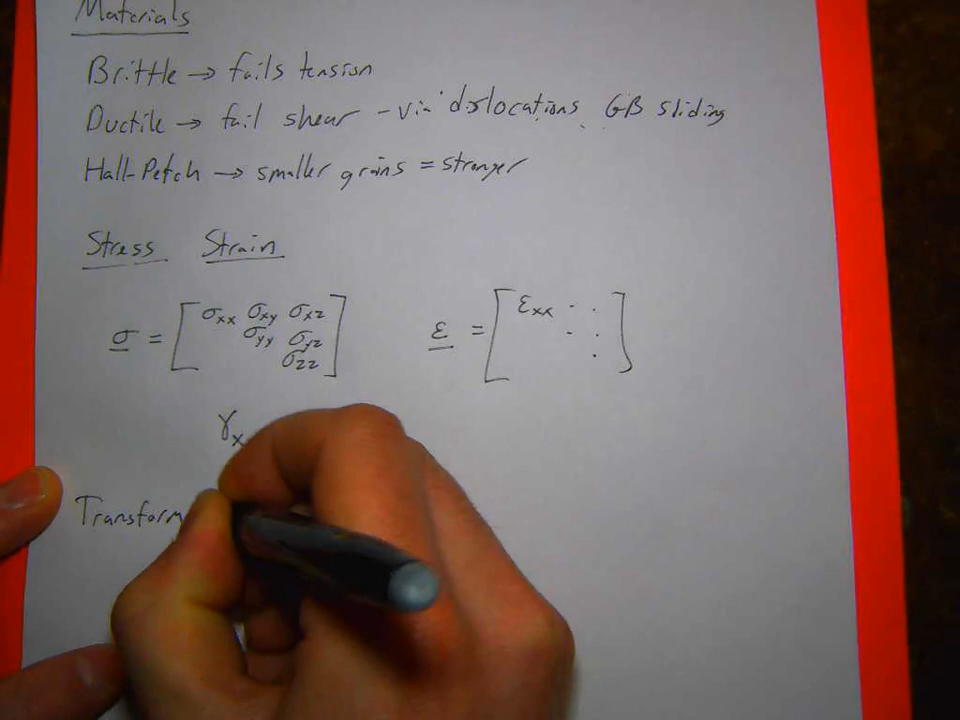 Materials
Brittle → fails tension
Ductile → fail shear - via dislocations, GB sliding
Hall-Petch → smaller grains = stronger
Stress Strain
σ = [ σxx σxy σxz
σyy σyz
σzz ]
ε = [ εxx . .
. .
. ]
γx
Transform